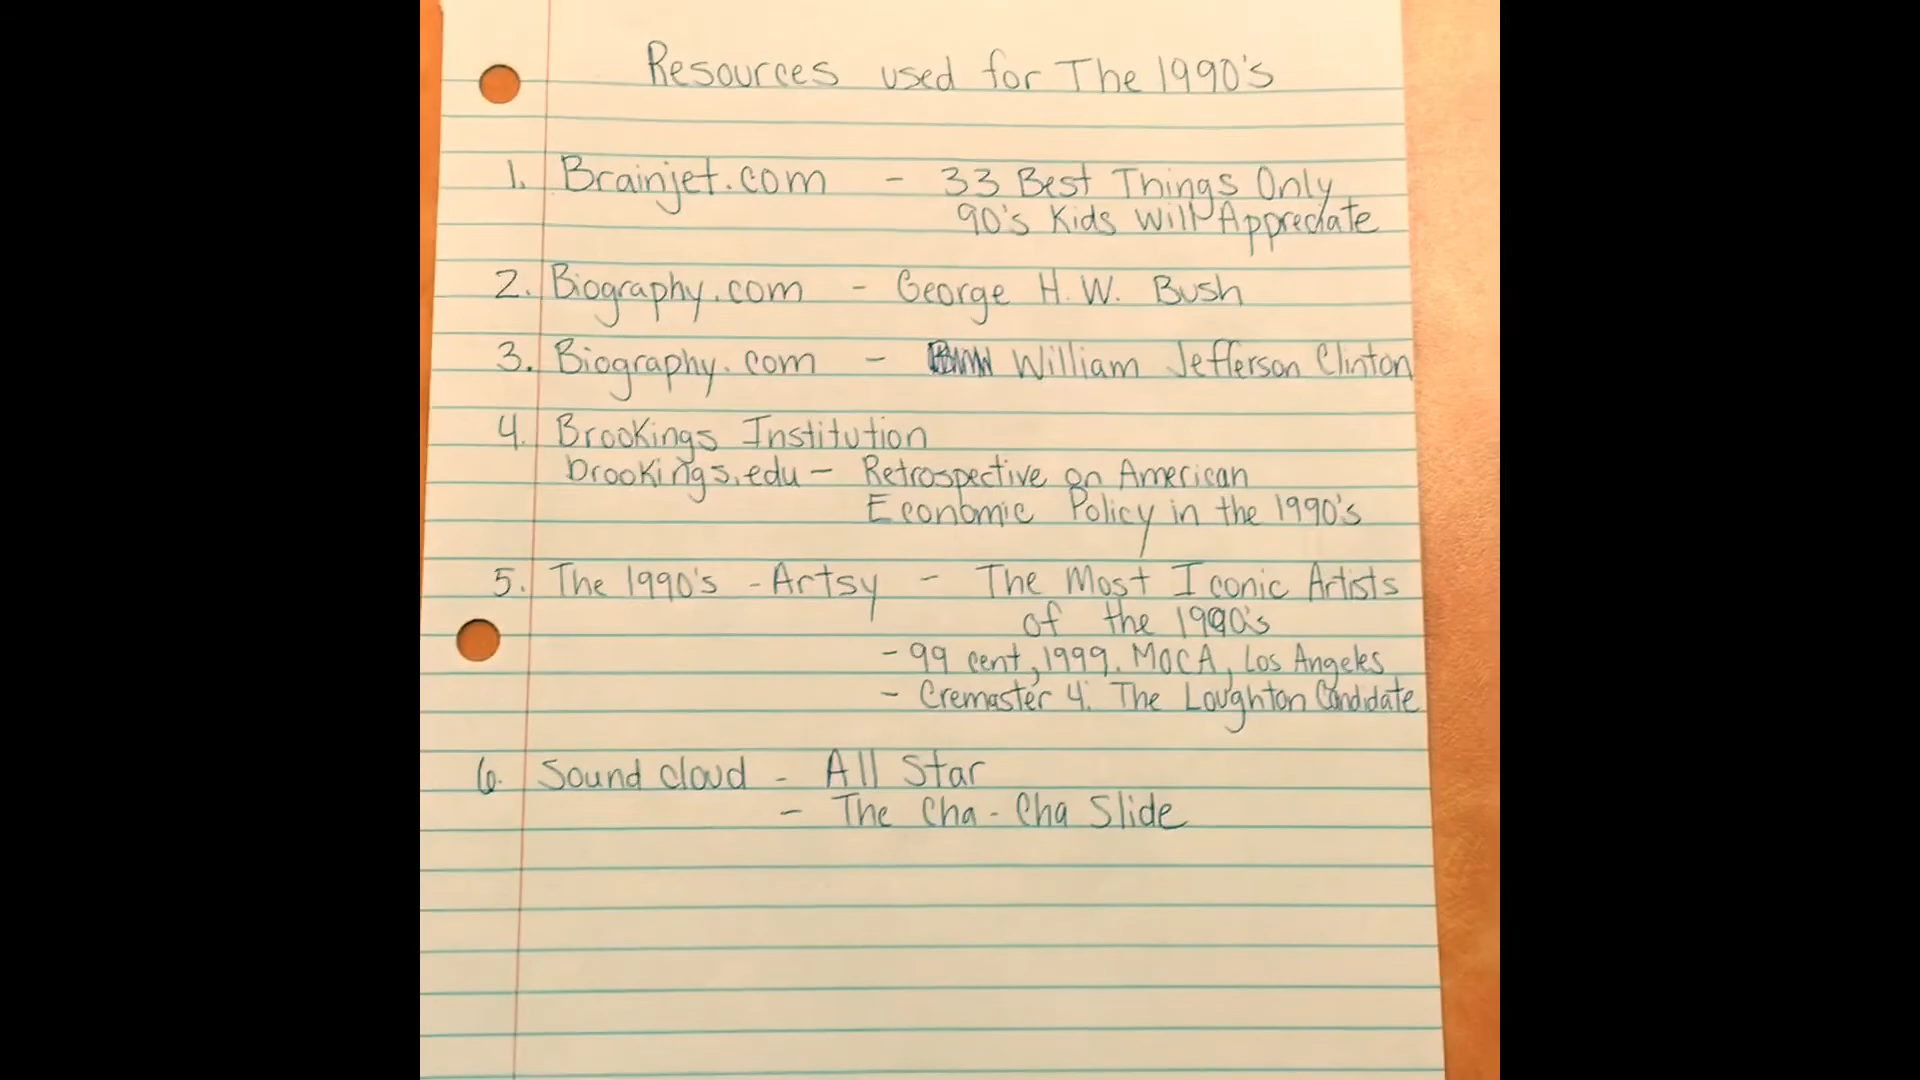 Resources used for The 1990's
1. Brainjet.com - 33 Best Things Only
90's Kids Will Appreciate
2. Biography.com - George H.W. Bush
3. Biography.com - William Jefferson Clinton
4. Brookings Institution
brookings.edu - Retrospective on American
Economic Policy in the 1990's
5. The 1990's - Artsy - The Most Iconic Artists
of the 1990's
- 99 cent, 1999. MOCA, Los Angeles
- Cremaster 4: The Loughton Candidate
6. Sound cloud - All Star
- The Cha-Cha Slide